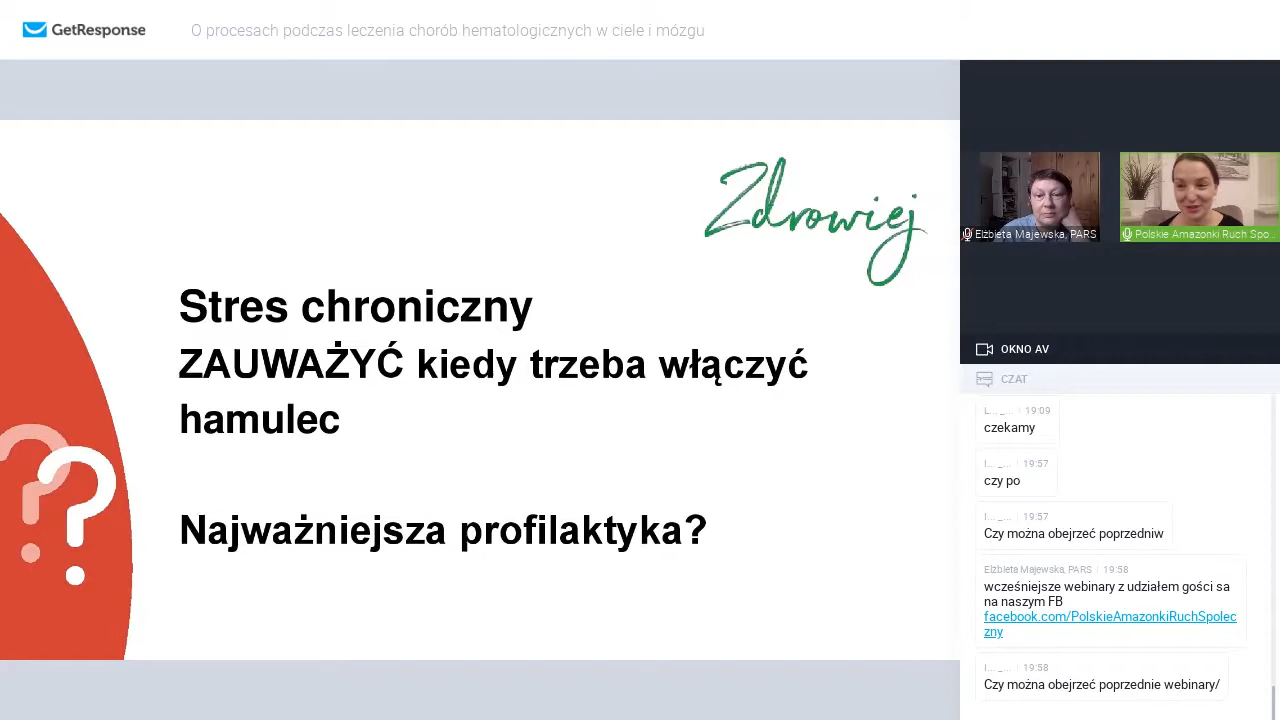 GetResponse
O procesach podczas leczenia chorób hematologicznych w ciele i mózgu
Zdrowiej
Stres chroniczny
ZAUWAŻYĆ kiedy trzeba włączyć
hamulec
Najważniejsza profilaktyka?
??
Elżbieta Majewska, PARS
Polskie Amazonki Ruch Spo...
OKNO AV
CZAT
19:09
czekamy
19:57
czy po
19:57
Czy można obejrzeć poprzedniw
Elżbieta Majewska, PARS | 19:58
wcześniejsze webinary z udziałem gości sa
na naszym FB
facebook.com/PolskieAmazonkiRuchSpolec
zny
19:58
Czy można obejrzeć poprzednie webinary/